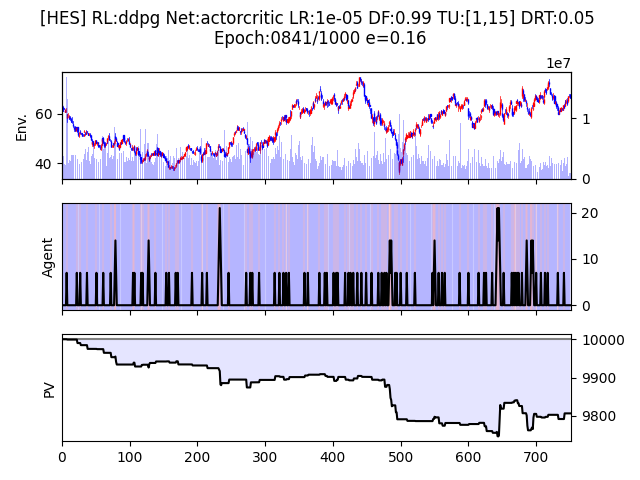 [HES] RL:ddpg Net:actorcritic LR:1e-05 DF:0.99 TU:[1,15] DRT:0.05
Epoch:0841/1000 e=0.16
1e7
Env.
60
40
1
0
Agent
20
10
0
PV
10000
9900
9800
0 100 200 300 400 500 600 700